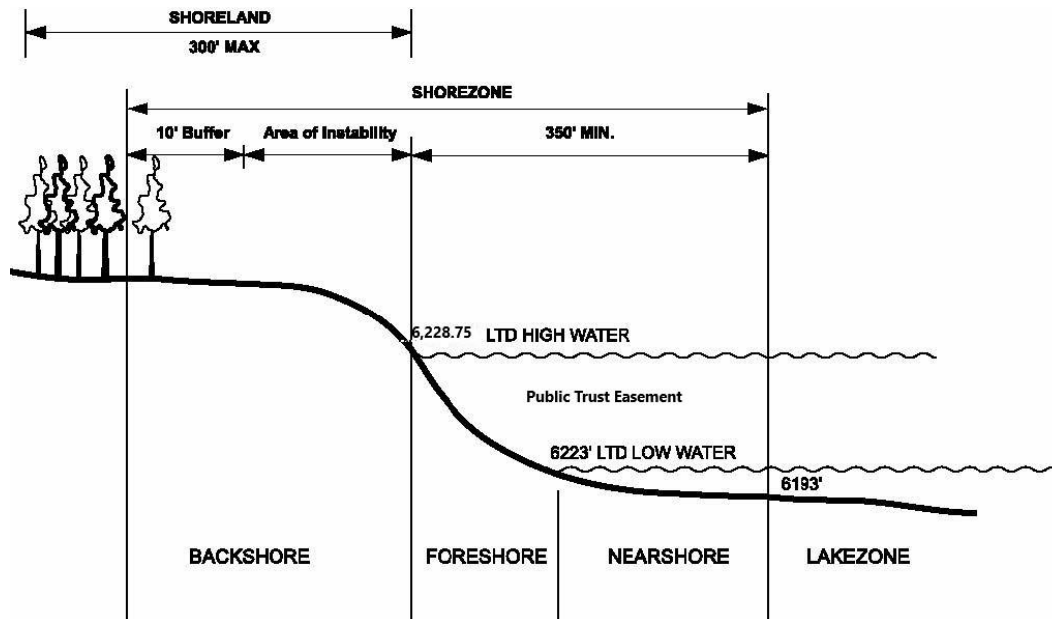 SHORELAND
300' MAX
SHOREZONE
10' Buffer
Area of Instability
350' MIN.
6,228.75
LTD HIGH WATER
Public Trust Easement
6223' LTD LOW WATER
6193'
BACKSHORE
FORESHORE
NEARSHORE
LAKEZONE